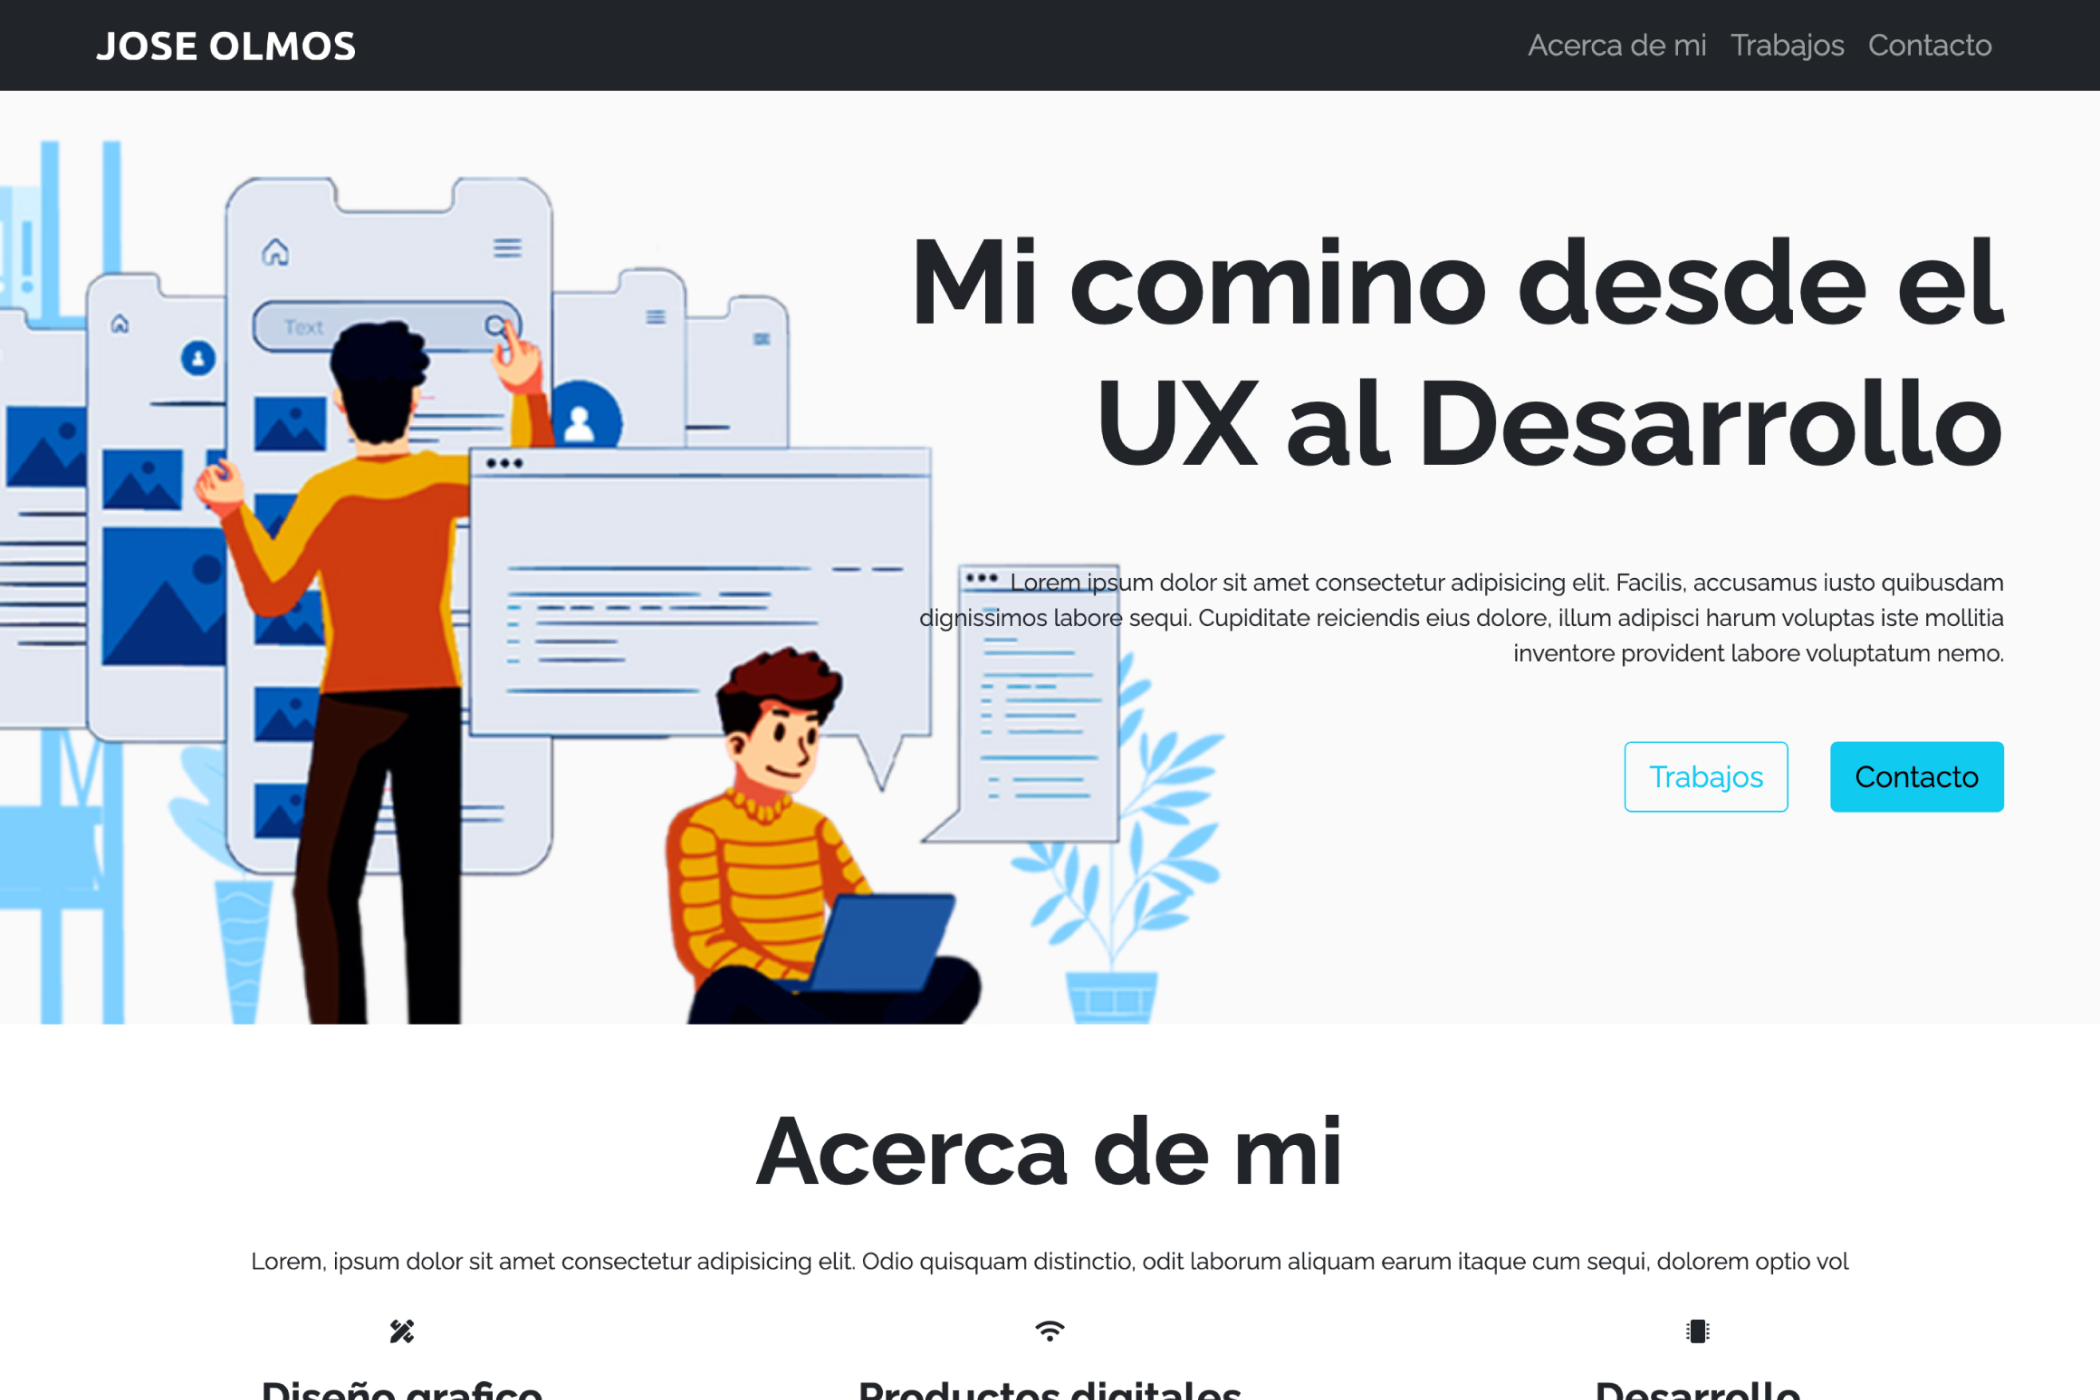 JOSE OLMOS
Acerca de mi Trabajos Contacto
Mi comino desde el
UX al Desarrollo
Text
Lorem ipsum dolor sit amet consectetur adipisicing elit. Facilis, accusamus iusto quibusdam
dignissimos labore sequi. Cupiditate reiciendis eius dolore, illum adipisci harum voluptas iste mollitia
inventore provident labore voluptatum nemo.
Trabajos Contacto
Acerca de mi
Lorem, ipsum dolor sit amet consectetur adipisicing elit. Odio quisquam distinctio, odit laborum aliquam earum itaque cum sequi, dolorem optio vol
Diseño grafico Productos digitales Desarrollo